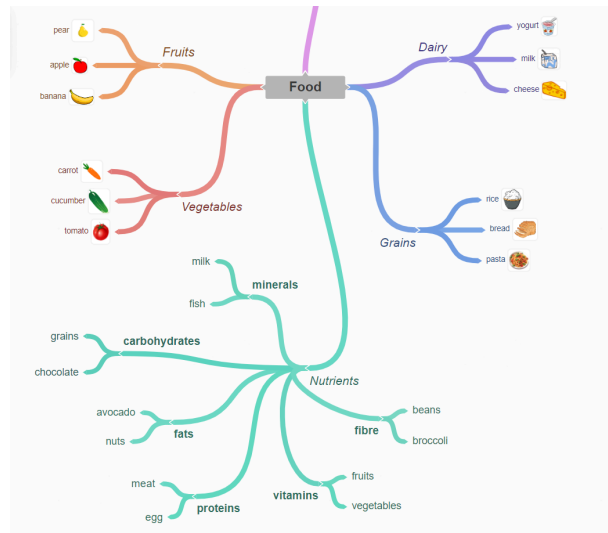 Food
Fruits
pear
apple
banana
Vegetables
carrot
cucumber
tomato
Dairy
yogurt
milk
cheese
Grains
rice
bread
pasta
Nutrients
minerals
milk
fish
carbohydrates
grains
chocolate
fats
avocado
nuts
proteins
meat
egg
vitamins
fruits
vegetables
fibre
beans
broccoli